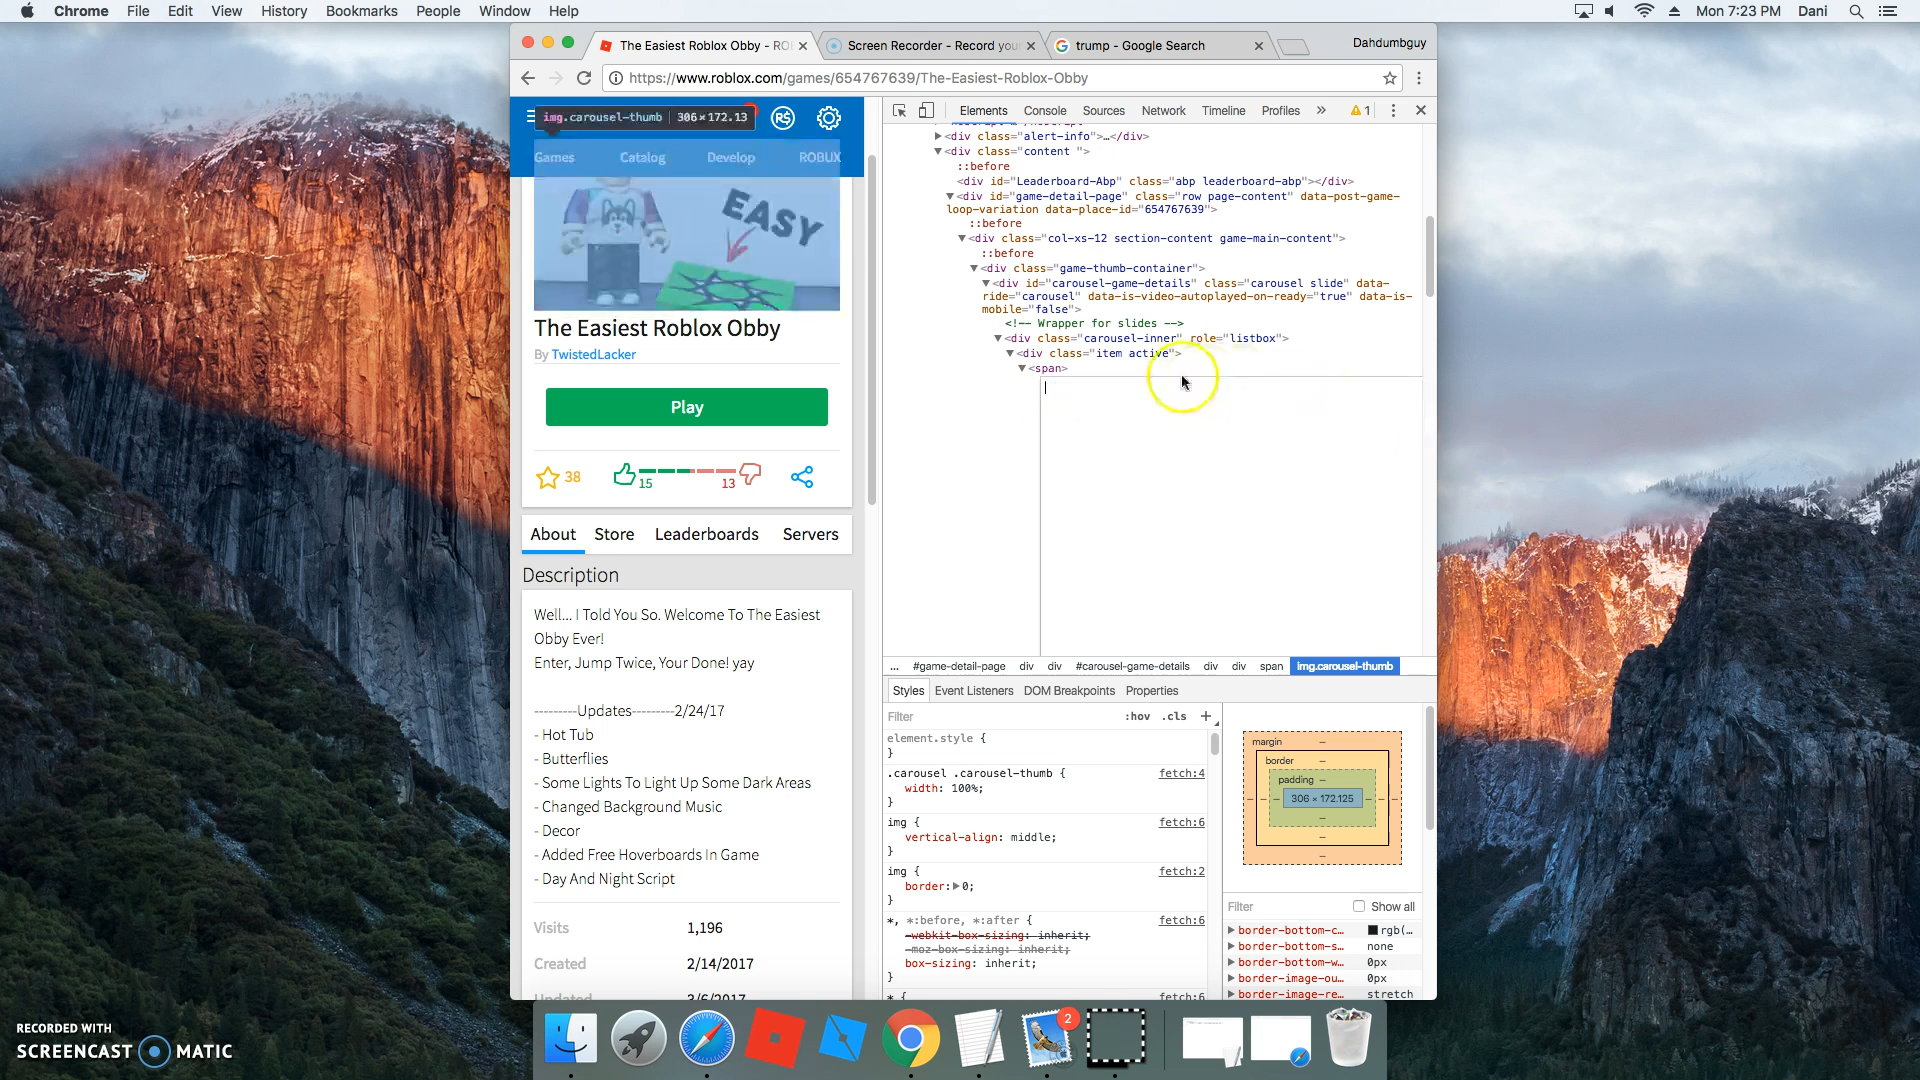 Chrome File Edit View History Bookmarks People Window Help
Mon 7:23 PM Dani
The Easiest Roblox Obby - RO
Screen Recorder - Record you
trump - Google Search
Dahdumbguy
https://www.roblox.com/games/654767639/The-Easiest-Roblox-Obby
img.carousel-thumb 306×172.13
R$
Games Catalog Develop ROBUX
EASY
The Easiest Roblox Obby
By TwistedLacker
Play
38
15
13
About Store Leaderboards Servers
Description
Well... I Told You So. Welcome To The Easiest
Obby Ever!
Enter, Jump Twice, Your Done! yay
---------Updates---------2/24/17
- Hot Tub
- Butterflies
- Some Lights To Light Up Some Dark Areas
- Changed Background Music
- Decor
- Added Free Hoverboards In Game
- Day And Night Script
Visits 1,196
Created 2/14/2017
Updated 3/6/2017
Elements Console Sources Network Timeline Profiles » 1
▶<div class="alert-info">…</div>
▼<div class="content ">
::before
<div id="Leaderboard-Abp" class="abp leaderboard-abp"></div>
▼<div id="game-detail-page" class="row page-content" data-post-game-
loop-variation data-place-id="654767639">
::before
▼<div class="col-xs-12 section-content game-main-content">
::before
▼<div class="game-thumb-container">
▼<div id="carousel-game-details" class="carousel slide" data-
ride="carousel" data-is-video-autoplayed-on-ready="true" data-is-
mobile="false">
<!-- Wrapper for slides -->
▼<div class="carousel-inner" role="listbox">
▼<div class="item active">
▼<span>
... #game-detail-page div div #carousel-game-details div div span img.carousel-thumb
Styles Event Listeners DOM Breakpoints Properties
Filter :hov .cls +
element.style {
}
.carousel .carousel-thumb { fetch:4
width: 100%;
}
img { fetch:6
vertical-align: middle;
}
img { fetch:2
border:▶0;
}
*, *:before, *:after { fetch:6
-webkit-box-sizing: inherit;
-moz-box-sizing: inherit;
box-sizing: inherit;
}
* { fetch:6
margin –
border –
padding –
306 × 172.125
Filter Show all
border-bottom-c… rgb(…
border-bottom-s… none
border-bottom-w… 0px
border-image-ou… 0px
border-image-re… stretch
2
RECORDED WITH
SCREENCAST MATIC